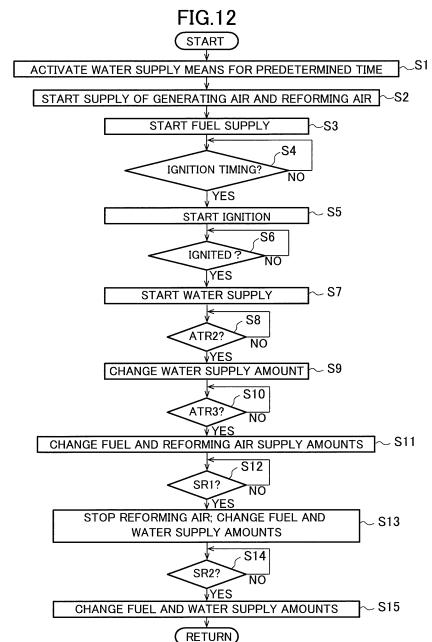 FIG.12
START
ACTIVATE WATER SUPPLY MEANS FOR PREDETERMINED TIME
S1
START SUPPLY OF GENERATING AIR AND REFORMING AIR
S2
START FUEL SUPPLY
S3
S4
IGNITION TIMING?
NO
YES
START IGNITION
S5
S6
IGNITED?
NO
YES
START WATER SUPPLY
S7
S8
ATR2?
NO
YES
CHANGE WATER SUPPLY AMOUNT
S9
S10
ATR3?
NO
YES
CHANGE FUEL AND REFORMING AIR SUPPLY AMOUNTS
S11
S12
SR1?
NO
YES
STOP REFORMING AIR; CHANGE FUEL AND
WATER SUPPLY AMOUNTS
S13
S14
SR2?
NO
YES
CHANGE FUEL AND WATER SUPPLY AMOUNTS
S15
RETURN